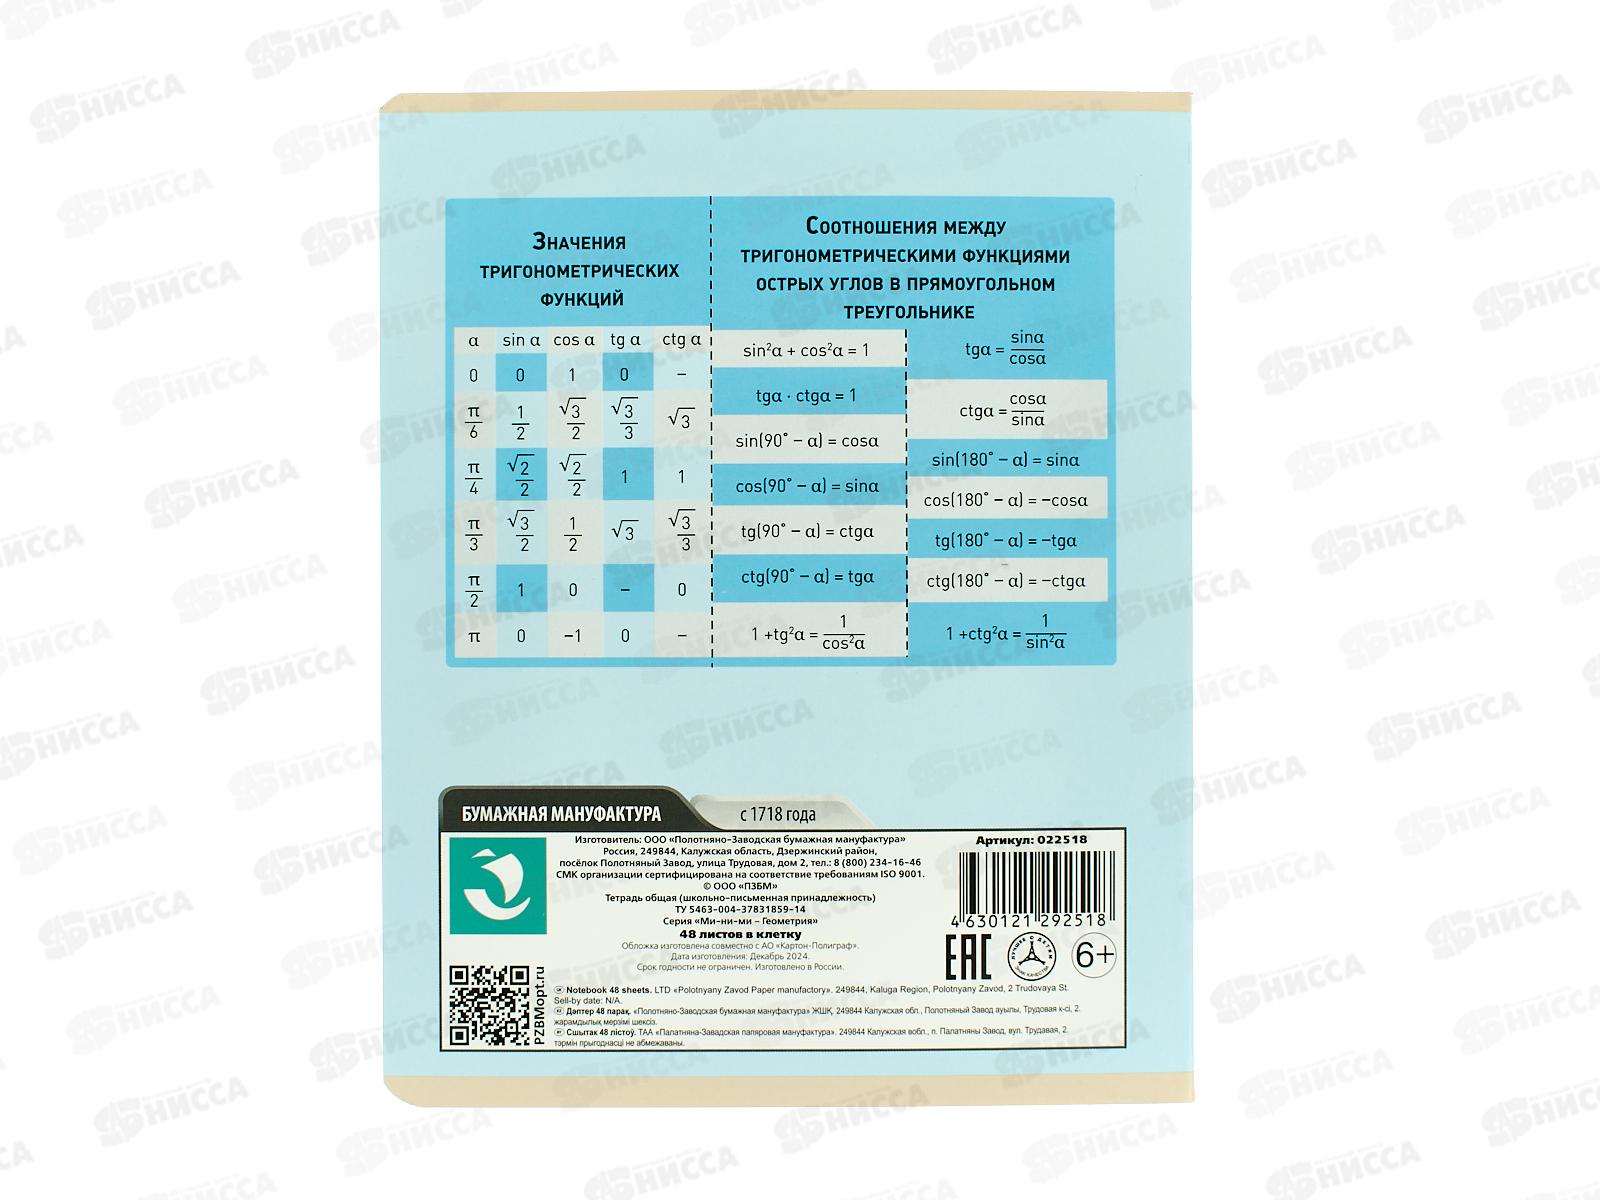 Значения
тригонометрических
функций
α sin α cos α tg α ctg α
0 0 1 0 –
π/6 1/2 √3/2 √3/3 √3
π/4 √2/2 √2/2 1 1
π/3 √3/2 1/2 √3 √3/3
π/2 1 0 – 0
π 0 –1 0 –
Соотношения между
тригонометрическими функциями
острых углов в прямоугольном
треугольнике
sin²α + cos²α = 1
tgα · ctgα = 1
sin(90° – α) = cosα
cos(90° – α) = sinα
tg(90° – α) = ctgα
ctg(90° – α) = tgα
1 +tg²α = 1/cos²α
tgα = sinα/cosα
ctgα = cosα/sinα
sin(180° – α) = sinα
cos(180° – α) = –cosα
tg(180° – α) = –tgα
ctg(180° – α) = –ctgα
1 +ctg²α = 1/sin²α
БУМАЖНАЯ МАНУФАКТУРА с 1718 года
Изготовитель: ООО «Полотняно-Заводская бумажная мануфактура»
Россия, 249844, Калужская область, Дзержинский район,
посёлок Полотняный Завод, улица Трудовая, дом 2, тел.: 8 (800) 234-16-46
СМК организации сертифицирована на соответствие требованиям ISO 9001.
© ООО «ПЗБМ»
Тетрадь общая (школьно-письменная принадлежность)
ТУ 5463-004-37831859-14
Серия «Ми-ни-ми – Геометрия»
48 листов в клетку
Обложка изготовлена совместно с АО «Картон-Полиграф».
Дата изготовления: Декабрь 2024.
Срок годности не ограничен. Изготовлено в России.
Артикул: 022518
4 630121 292518
ЕАС
ЛУЧШЕЕ – ДЕТЯМ
ЗНАК КАЧЕСТВА
6+
PZBMopt.ru
Notebook 48 sheets. LTD «Polotnyany Zavod Paper manufactory». 249844, Kaluga Region, Polotnyany Zavod, 2 Trudovaya St.
Sell-by date: N/A.
Дәптер 48 парақ. «Полотняно-Заводская бумажная мануфактура» ЖШҚ. 249844, Калужская обл., Полотняный Завод ауылы, Трудовая к-сі, 2.
жарамдылық мерзімі шексіз.
Сшытак 48 лістоў. ТАА «Палатняна-Завадская папяровая мануфактура». 249844 Калужская вобл., п. Палатняны Завод, вул. Трудавая, 2.
тэрмін прыгоднасці не абмежаваны.
НИССА